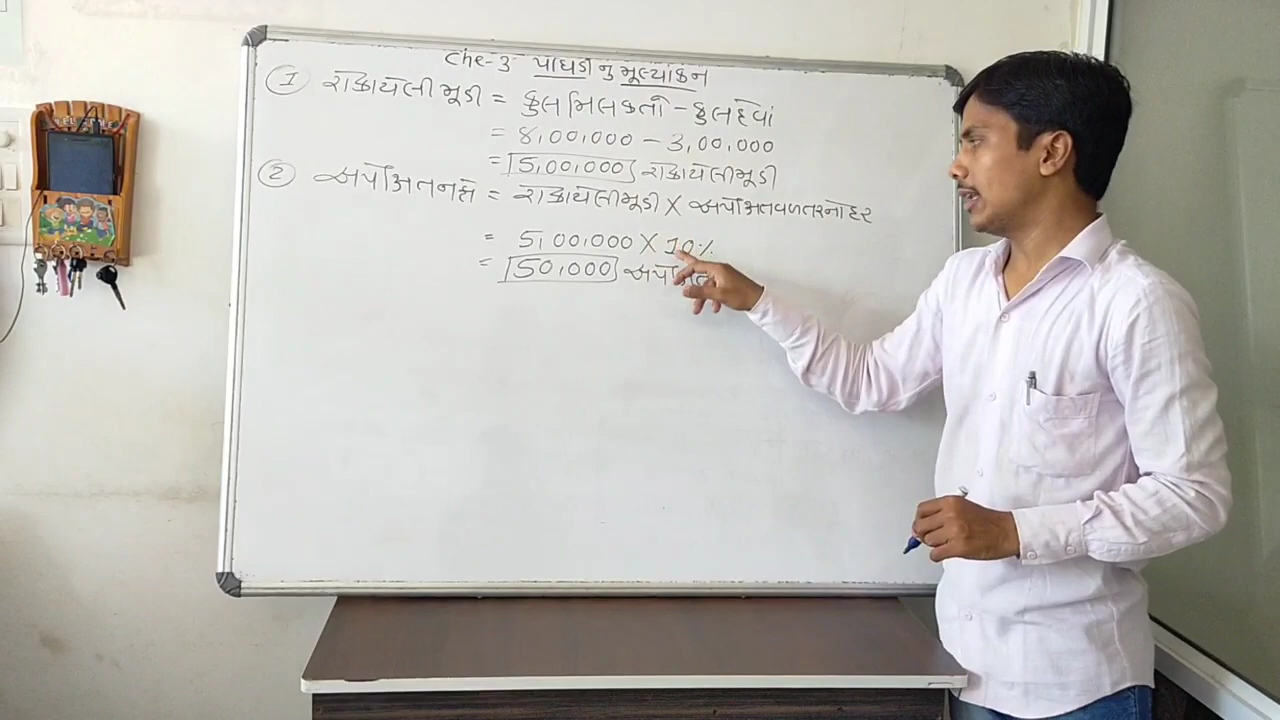 Che-3 પાઘડીનું મૂલ્યાંકન
① રોકાયેલી મૂડી = કુલ મિલકતો - કુલ દેવાં
= 8,00,000 - 3,00,000
= 5,00,000 રોકાયેલી મૂડી
② અપેક્ષિત નફો = રોકાયેલી મૂડી X અપેક્ષિત વળતરનો દર
= 5,00,000 X 10%
= 50,000 અપેક્ષિત